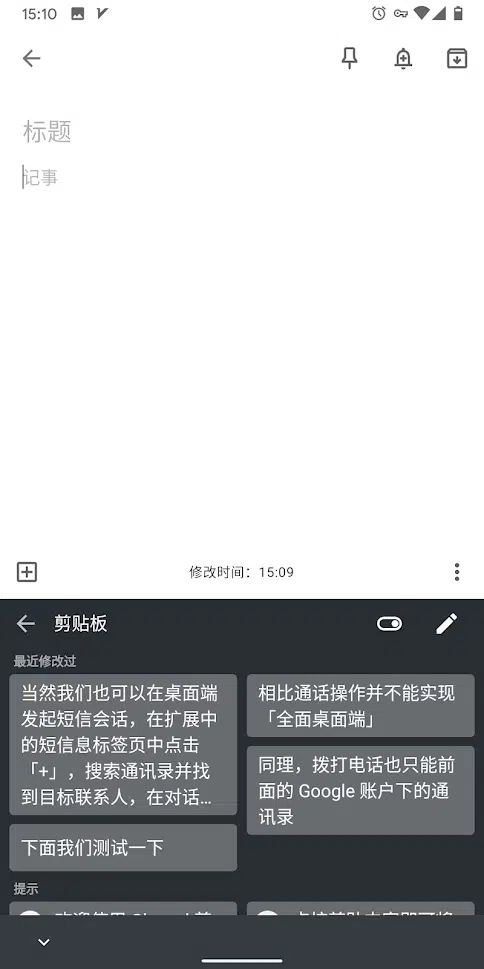 15:10
标题
记事
修改时间：15:09
剪贴板
最近修改过
当然我们也可以在桌面端
发起短信会话，在扩展中
的短信息标签页中点击
「+」，搜索通讯录并找
到目标联系人，在对话...
相比通话操作并不能实现
「全面桌面端」
同理，拨打电话也只能前
面的 Google 账户下的通
讯录
下面我们测试一下
提示